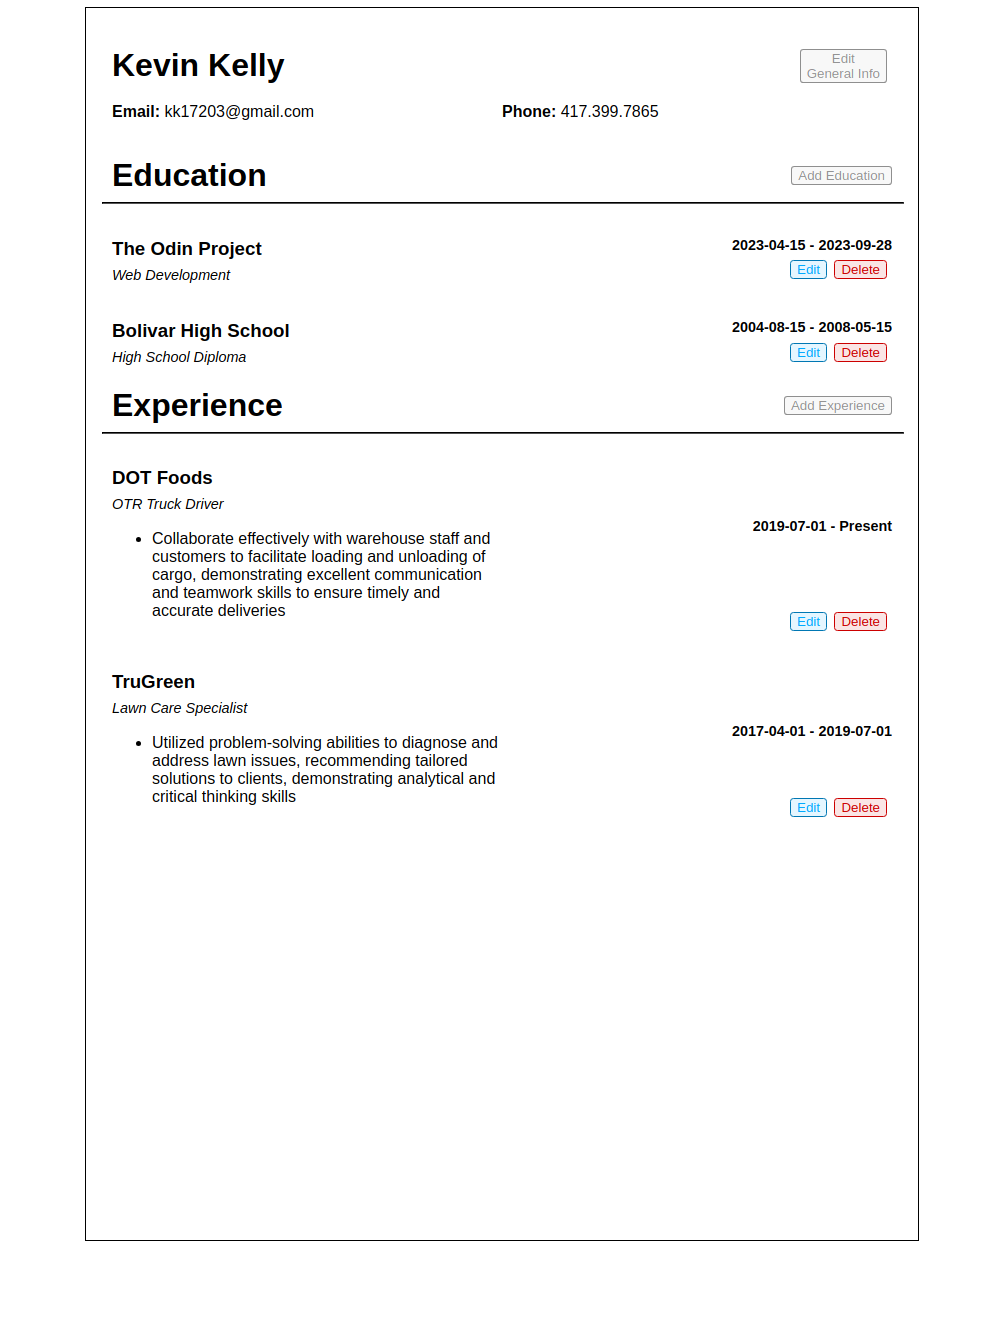 Kevin Kelly
Edit
General Info
Email: kk17203@gmail.com
Phone: 417.399.7865
Education
Add Education
The Odin Project
2023-04-15 - 2023-09-28
Web Development
Edit
Delete
Bolivar High School
2004-08-15 - 2008-05-15
High School Diploma
Edit
Delete
Experience
Add Experience
DOT Foods
OTR Truck Driver
2019-07-01 - Present
• Collaborate effectively with warehouse staff and
customers to facilitate loading and unloading of
cargo, demonstrating excellent communication
and teamwork skills to ensure timely and
accurate deliveries
Edit
Delete
TruGreen
Lawn Care Specialist
2017-04-01 - 2019-07-01
• Utilized problem-solving abilities to diagnose and
address lawn issues, recommending tailored
solutions to clients, demonstrating analytical and
critical thinking skills
Edit
Delete